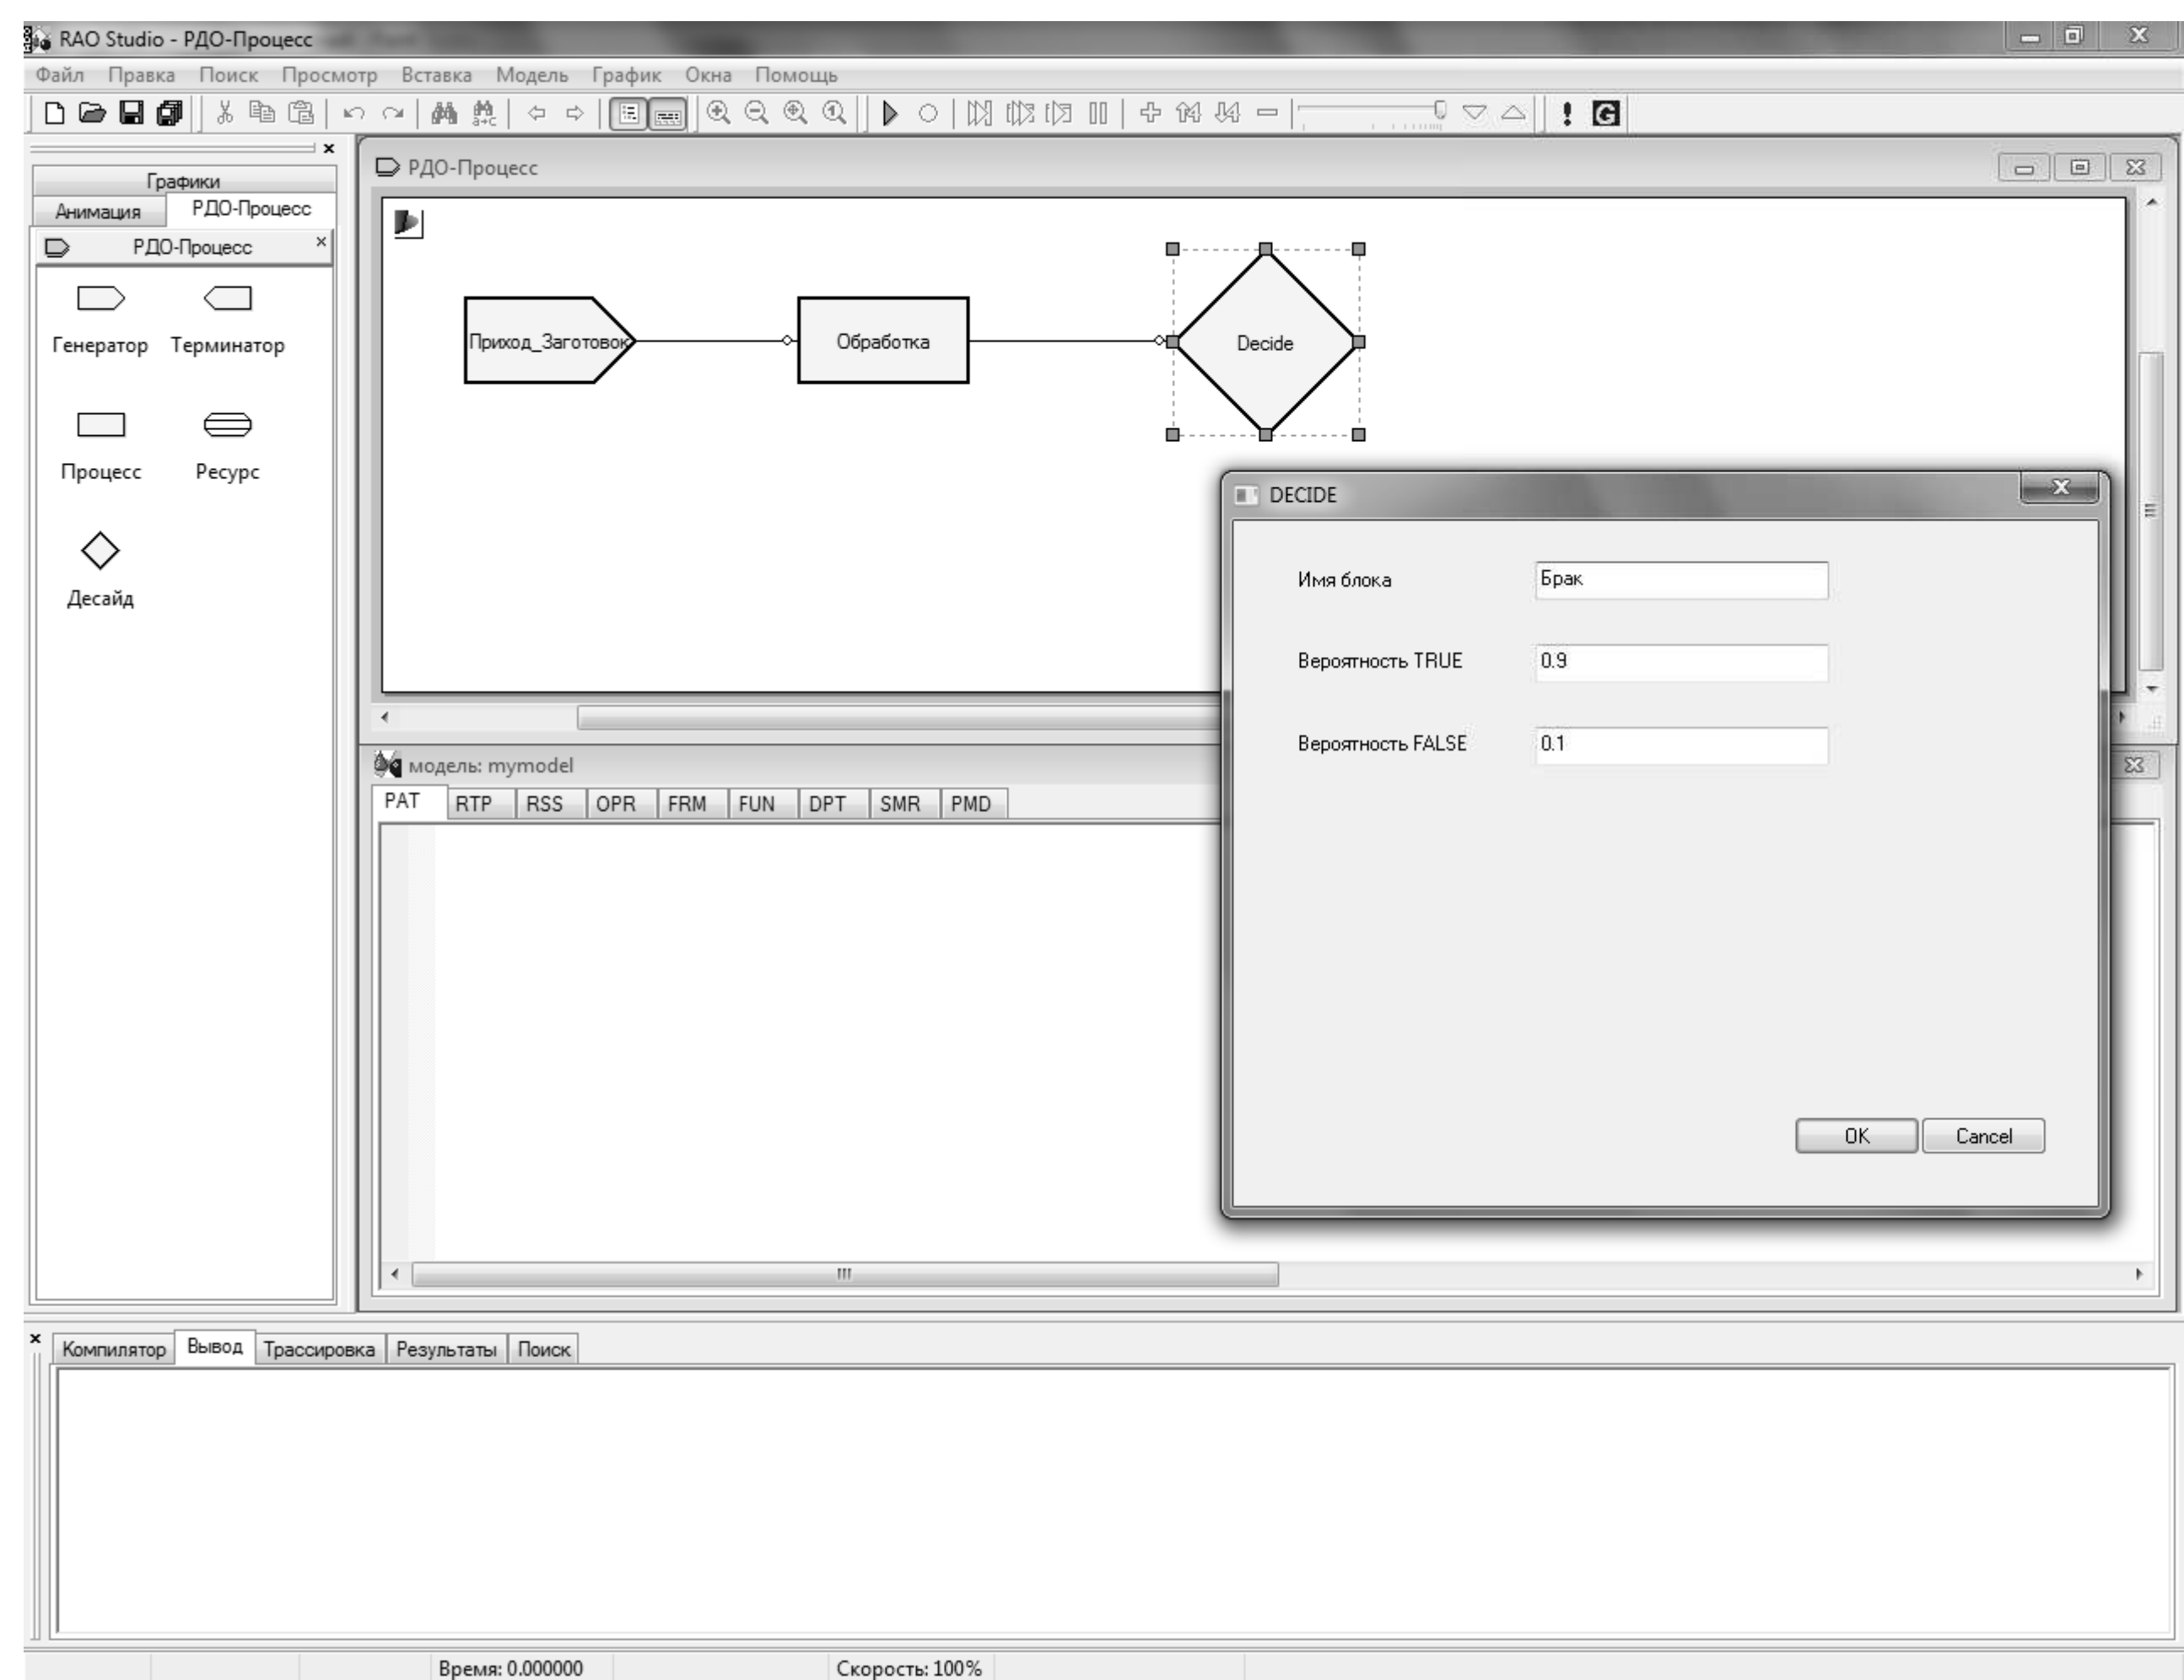 RAO Studio - РДО-Процесс
Файл Правка Поиск Просмотр Вставка Модель График Окна Помощь
Графики
Анимация РДО-Процесс
РДО-Процесс
Генератор Терминатор
Процесс Ресурс
Десайд
РДО-Процесс
Приход_Заготовок Обработка Decide
DECIDE
Имя блока Брак
Вероятность TRUE 0.9
Вероятность FALSE 0.1
OK Cancel
модель: mymodel
PAT RTP RSS OPR FRM FUN DPT SMR PMD
Компилятор Вывод Трассировка Результаты Поиск
Время: 0.000000 Скорость: 100%